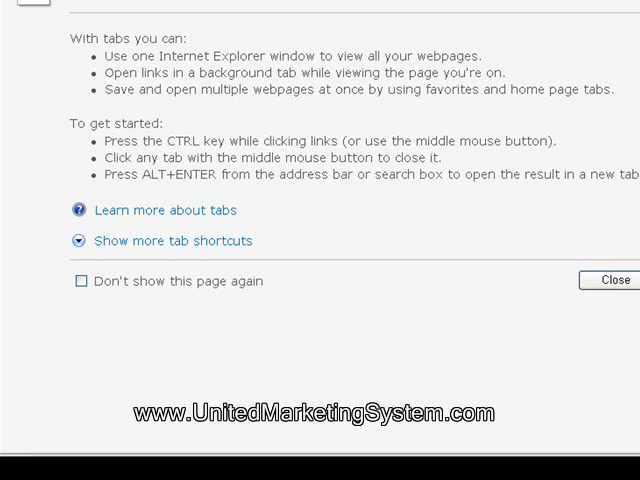 With tabs you can:
Use one Internet Explorer window to view all your webpages.
Open links in a background tab while viewing the page you're on.
Save and open multiple webpages at once by using favorites and home page tabs.
To get started:
Press the CTRL key while clicking links (or use the middle mouse button).
Click any tab with the middle mouse button to close it.
Press ALT+ENTER from the address bar or search box to open the result in a new tab
Learn more about tabs
Show more tab shortcuts
Don't show this page again
Close
www.UnitedMarketingSystem.com